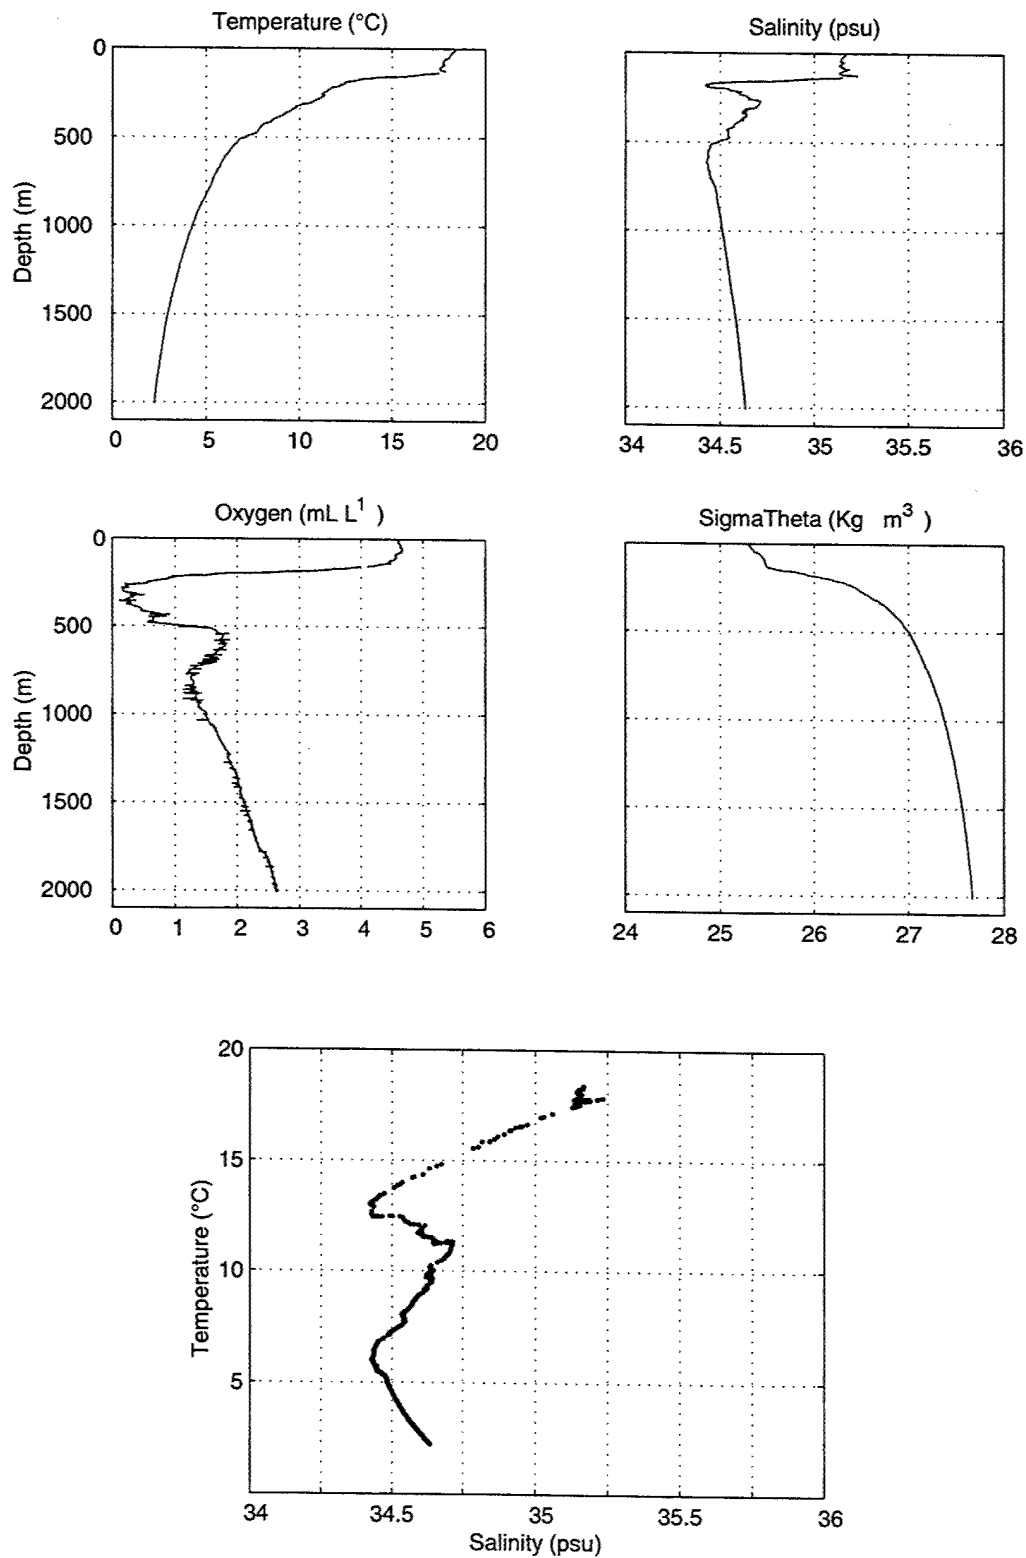 Temperature (°C)
0
500
1000
1500
2000
Depth (m)
0 5 10 15 20
Salinity (psu)
34 34.5 35 35.5 36
Oxygen (mL L1 )
0
500
1000
1500
2000
Depth (m)
0 1 2 3 4 5 6
SigmaTheta (Kg m3 )
24 25 26 27 28
20
15
10
5
Temperature (°C)
34 34.5 35 35.5 36
Salinity (psu)